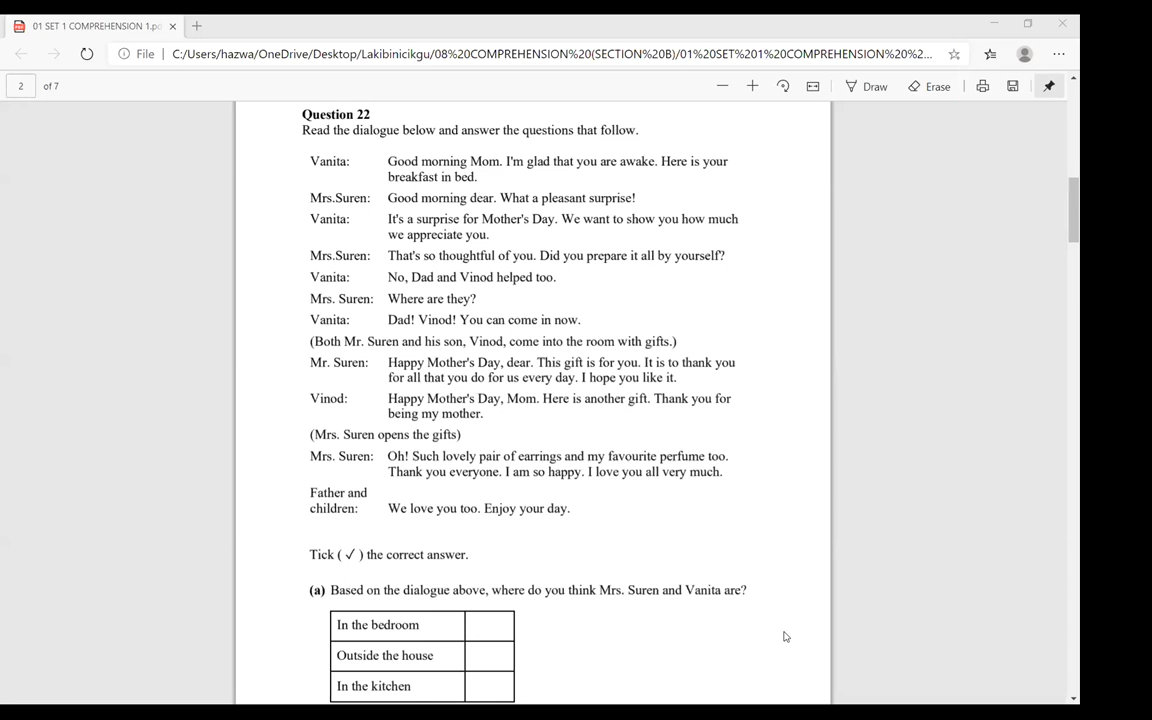 01 SET 1 COMPREHENSION 1.pd
File C:/Users/hazwa/OneDrive/Desktop/Lakibinicikgu/08%20COMPREHENSION%20(SECTION%20B)/01%20SET%201%20COMPREHENSION%20%2...
2 of 7 Draw Erase
Question 22
Read the dialogue below and answer the questions that follow.
Vanita: Good morning Mom. I'm glad that you are awake. Here is your
breakfast in bed.
Mrs.Suren: Good morning dear. What a pleasant surprise!
Vanita: It's a surprise for Mother's Day. We want to show you how much
we appreciate you.
Mrs.Suren: That's so thoughtful of you. Did you prepare it all by yourself?
Vanita: No, Dad and Vinod helped too.
Mrs. Suren: Where are they?
Vanita: Dad! Vinod! You can come in now.
(Both Mr. Suren and his son, Vinod, come into the room with gifts.)
Mr. Suren: Happy Mother's Day, dear. This gift is for you. It is to thank you
for all that you do for us every day. I hope you like it.
Vinod: Happy Mother's Day, Mom. Here is another gift. Thank you for
being my mother.
(Mrs. Suren opens the gifts)
Mrs. Suren: Oh! Such lovely pair of earrings and my favourite perfume too.
Thank you everyone. I am so happy. I love you all very much.
Father and
children: We love you too. Enjoy your day.
Tick ( ✓ ) the correct answer.
(a) Based on the dialogue above, where do you think Mrs. Suren and Vanita are?
In the bedroom
Outside the house
In the kitchen